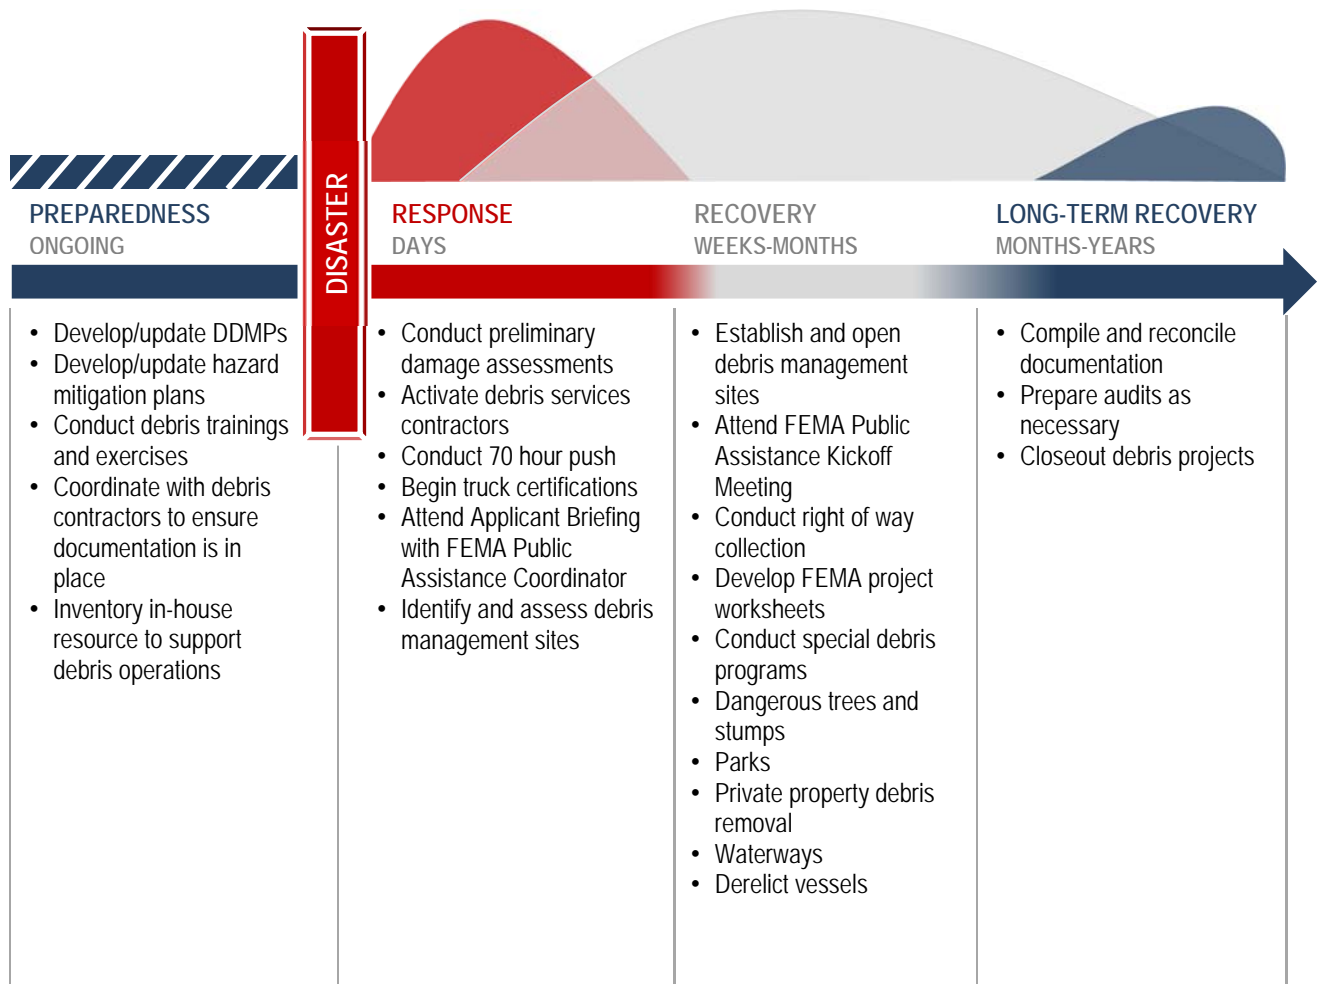 PREPAREDNESS
ONGOING
DISASTER
RESPONSE
DAYS
RECOVERY
WEEKS-MONTHS
LONG-TERM RECOVERY
MONTHS-YEARS
• Develop/update DDMPs
• Develop/update hazard
mitigation plans
• Conduct debris trainings
and exercises
• Coordinate with debris
contractors to ensure
documentation is in
place
• Inventory in-house
resource to support
debris operations
• Conduct preliminary
damage assessments
• Activate debris services
contractors
• Conduct 70 hour push
• Begin truck certifications
• Attend Applicant Briefing
with FEMA Public
Assistance Coordinator
• Identify and assess debris
management sites
• Establish and open
debris management
sites
• Attend FEMA Public
Assistance Kickoff
Meeting
• Conduct right of way
collection
• Develop FEMA project
worksheets
• Conduct special debris
programs
• Dangerous trees and
stumps
• Parks
• Private property debris
removal
• Waterways
• Derelict vessels
• Compile and reconcile
documentation
• Prepare audits as
necessary
• Closeout debris projects